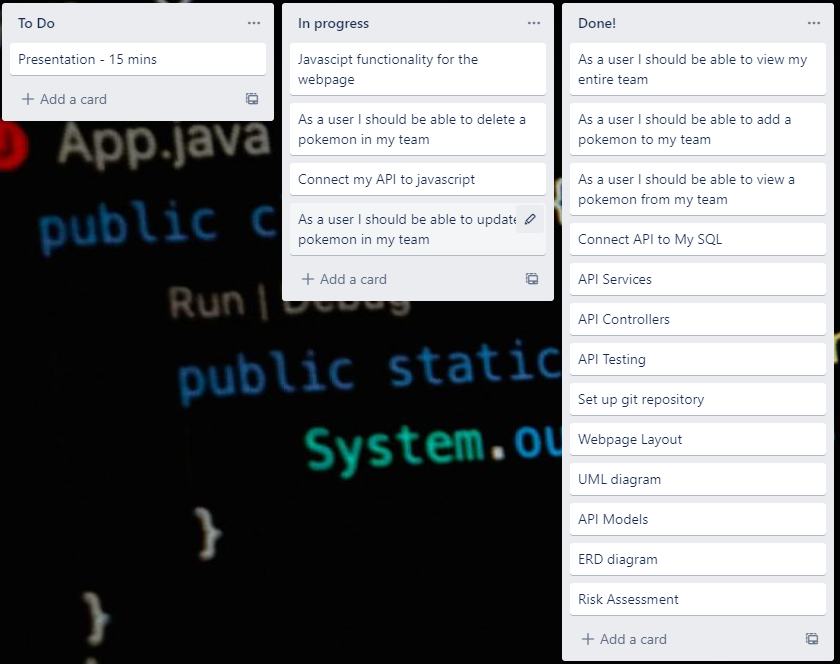 To Do
Presentation - 15 mins
Add a card
In progress
Javascipt functionality for the
webpage
As a user I should be able to delete a
pokemon in my team
Connect my API to javascript
As a user I should be able to update
pokemon in my team
Add a card
Done!
As a user I should be able to view my
entire team
As a user I should be able to add a
pokemon to my team
As a user I should be able to view a
pokemon from my team
Connect API to My SQL
API Services
API Controllers
API Testing
Set up git repository
Webpage Layout
UML diagram
API Models
ERD diagram
Risk Assessment
Add a card
App.java
public c
Run | Debug
public static
System.ou
}
}